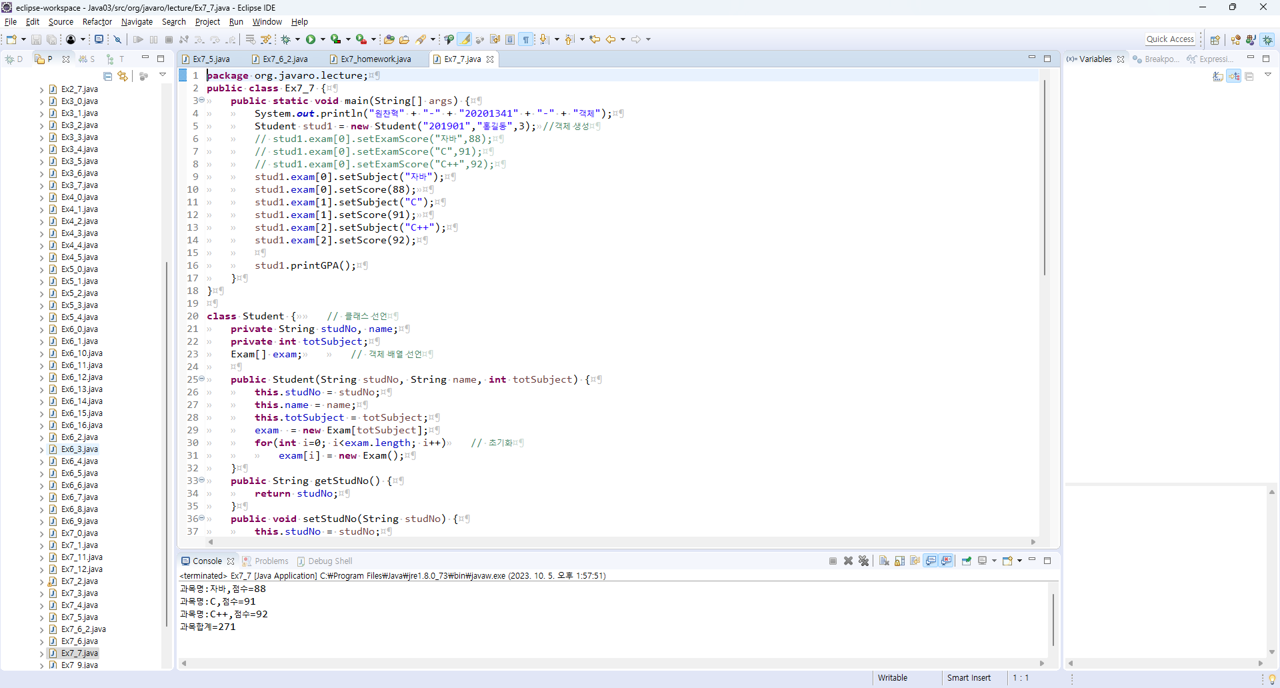 eclipse-workspace - Java03/src/org/javaro/lecture/Ex7_7.java - Eclipse IDE
File Edit Source Refactor Navigate Search Project Run Window Help
Quick Access
D P S T
Ex7_5.java Ex7_6_2.java Ex7_homework.java Ex7_7.java
Variables Breakpo... Expressi...
Ex2_7.java
Ex3_0.java
Ex3_1.java
Ex3_2.java
Ex3_3.java
Ex3_4.java
Ex3_5.java
Ex3_6.java
Ex3_7.java
Ex4_0.java
Ex4_1.java
Ex4_2.java
Ex4_3.java
Ex4_4.java
Ex4_5.java
Ex5_0.java
Ex5_1.java
Ex5_2.java
Ex5_3.java
Ex5_4.java
Ex6_0.java
Ex6_1.java
Ex6_10.java
Ex6_11.java
Ex6_12.java
Ex6_13.java
Ex6_14.java
Ex6_15.java
Ex6_16.java
Ex6_2.java
Ex6_3.java
Ex6_4.java
Ex6_5.java
Ex6_6.java
Ex6_7.java
Ex6_8.java
Ex6_9.java
Ex7_0.java
Ex7_1.java
Ex7_11.java
Ex7_12.java
Ex7_2.java
Ex7_3.java
Ex7_4.java
Ex7_5.java
Ex7_6_2.java
Ex7_6.java
Ex7_7.java
Ex7_9.java
1 package org.javaro.lecture;
2 public class Ex7_7 {
3 public static void main(String[] args) {
4 System.out.println("원찬혁" + "-" + "20201341" + "-" + "객체");
5 Student stud1 = new Student("201901","홍길동",3); //객체 생성
6 // stud1.exam[0].setExamScore("자바",88);
7 // stud1.exam[0].setExamScore("C",91);
8 // stud1.exam[0].setExamScore("C++",92);
9 stud1.exam[0].setSubject("자바");
10 stud1.exam[0].setScore(88);
11 stud1.exam[1].setSubject("C");
12 stud1.exam[1].setScore(91);
13 stud1.exam[2].setSubject("C++");
14 stud1.exam[2].setScore(92);
15
16 stud1.printGPA();
17 }
18 }
19
20 class Student { // 클래스 선언
21 private String studNo, name;
22 private int totSubject;
23 Exam[] exam; // 객체 배열 선언
24
25 public Student(String studNo, String name, int totSubject) {
26 this.studNo = studNo;
27 this.name = name;
28 this.totSubject = totSubject;
29 exam = new Exam[totSubject];
30 for(int i=0; i<exam.length; i++) // 초기화
31 exam[i] = new Exam();
32 }
33 public String getStudNo() {
34 return studNo;
35 }
36 public void setStudNo(String studNo) {
37 this.studNo = studNo;
Console Problems Debug Shell
<terminated> Ex7_7 [Java Application] C:\Program Files\Java\jre1.8.0_73\bin\javaw.exe (2023. 10. 5. 오후 1:57:51)
과목명:자바,점수=88
과목명:C,점수=91
과목명:C++,점수=92
과목합계=271
Writable Smart Insert 1 : 1